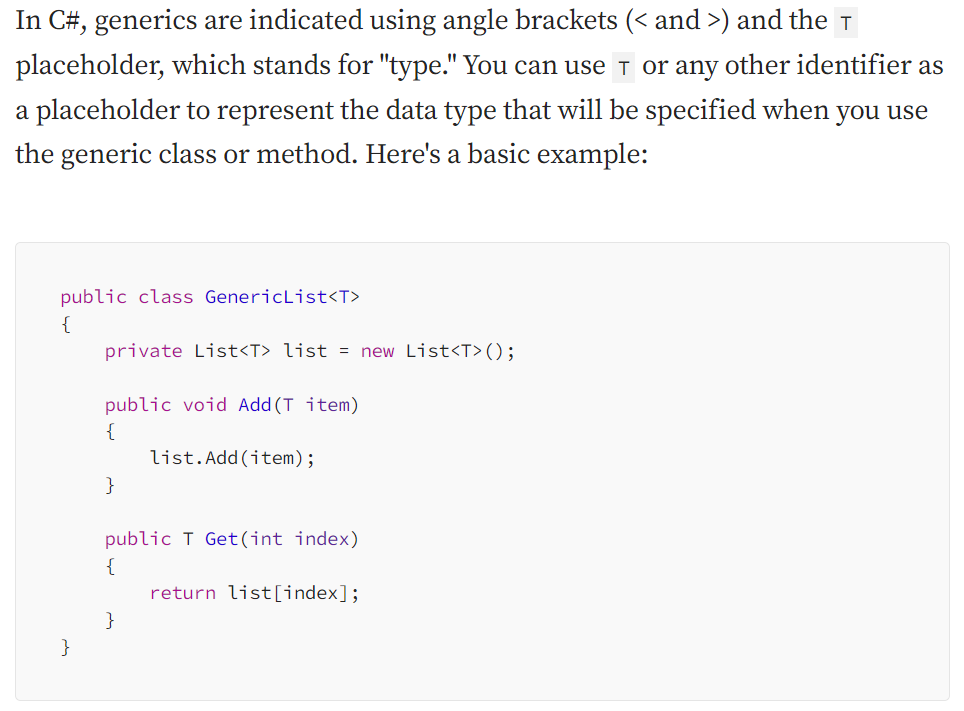 In C#, generics are indicated using angle brackets (< and >) and the T
placeholder, which stands for "type." You can use T or any other identifier as
a placeholder to represent the data type that will be specified when you use
the generic class or method. Here's a basic example:
public class GenericList<T>
{
    private List<T> list = new List<T>();
    public void Add(T item)
    {
        list.Add(item);
    }
    public T Get(int index)
    {
        return list[index];
    }
}